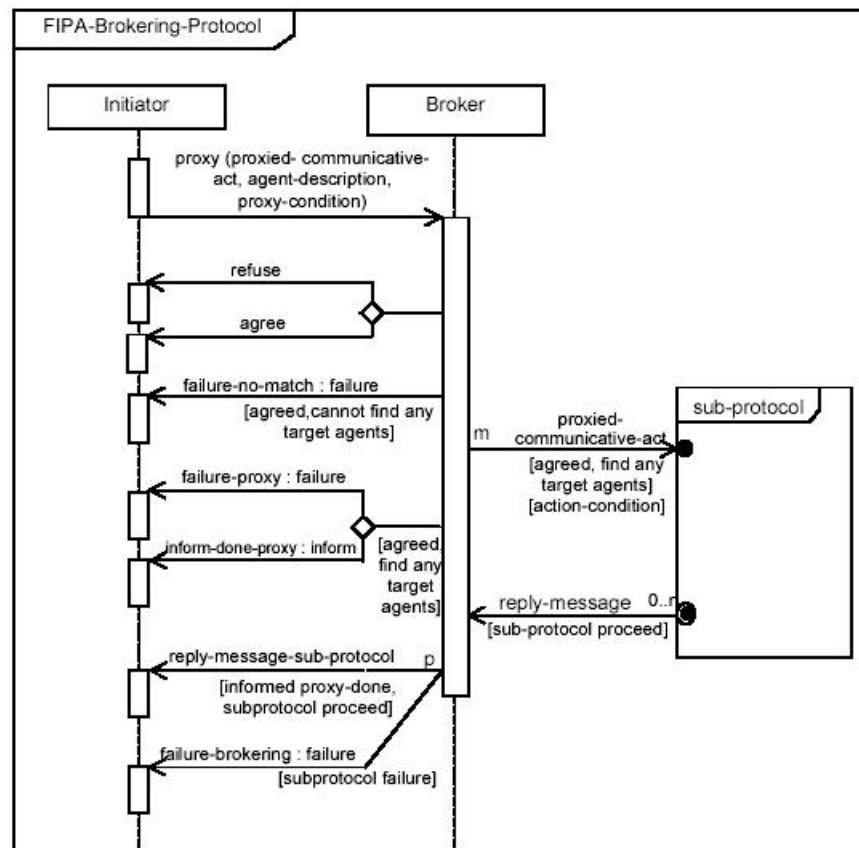 FIPA-Brokering-Protocol
Initiator
Broker
proxy (proxied- communicative-
act, agent-description,
proxy-condition)
refuse
agree
failure-no-match : failure
[agreed,cannot find any
target agents]
m
proxied-
communicative-act
[agreed, find any
target agents]
[action-condition]
sub-protocol
failure-proxy : failure
inform-done-proxy : inform
[agreed,
find any
target
agents]
reply-message
0..n
[sub-protocol proceed]
reply-message-sub-protocol
p
[informed proxy-done,
subprotocol proceed]
failure-brokering : failure
[subprotocol failure]